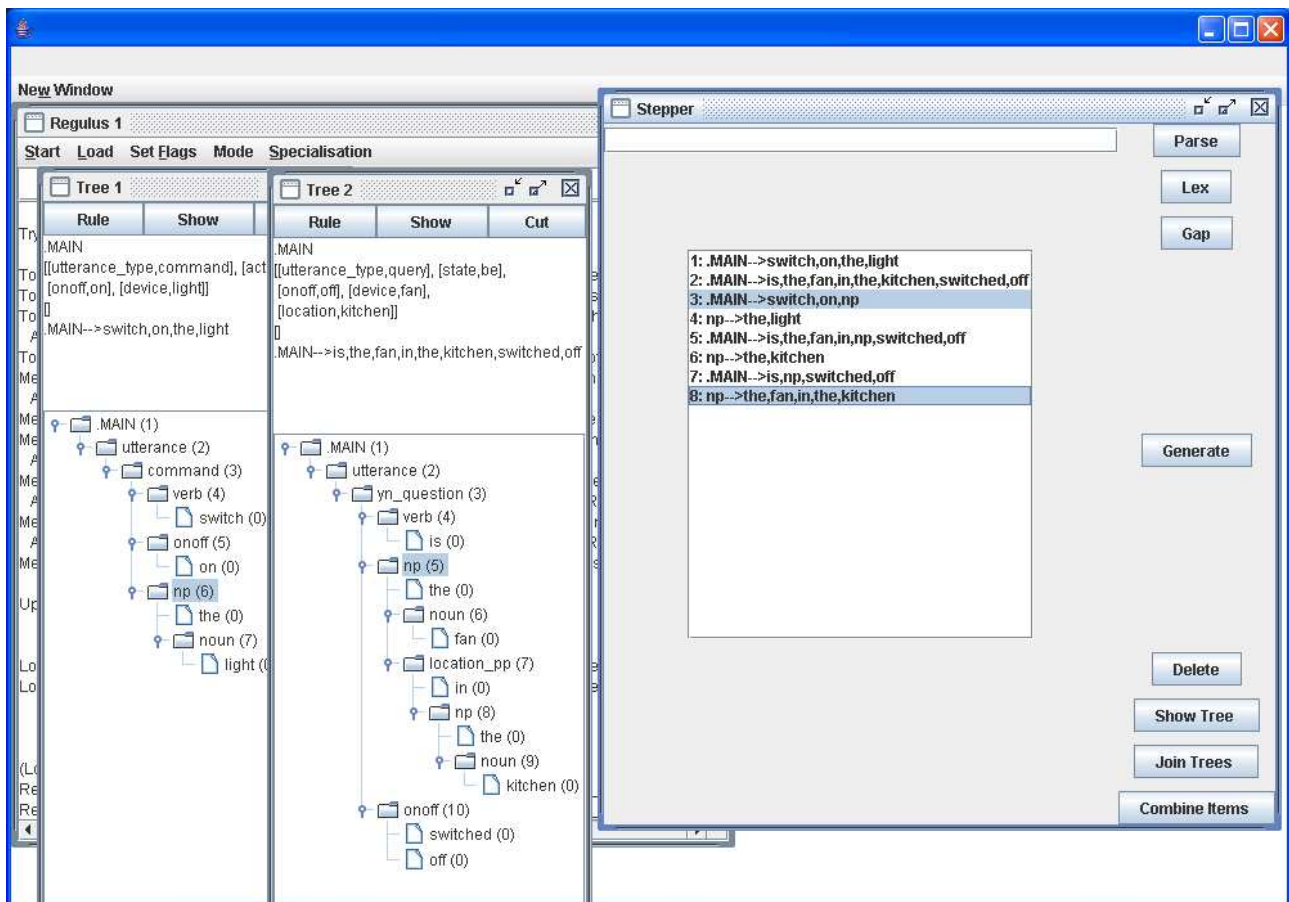 New Window
Regulus 1
Start Load Set Flags Mode Specialisation
Tree 1
Rule Show
.MAIN
[[utterance_type,command], [act
[onoff,on], [device,light]]
[]
.MAIN-->switch,on,the,light
.MAIN (1)
utterance (2)
command (3)
verb (4)
switch (0)
onoff (5)
on (0)
np (6)
the (0)
noun (7)
light (0
Tree 2
Rule Show Cut
.MAIN
[[utterance_type,query], [state,be],
[onoff,off], [device,fan],
[location,kitchen]]
[]
.MAIN-->is,the,fan,in,the,kitchen,switched,off
.MAIN (1)
utterance (2)
yn_question (3)
verb (4)
is (0)
np (5)
the (0)
noun (6)
fan (0)
location_pp (7)
in (0)
np (8)
the (0)
noun (9)
kitchen (0)
onoff (10)
switched (0)
off (0)
Stepper
Parse
Lex
Gap
1: .MAIN-->switch,on,the,light
2: .MAIN-->is,the,fan,in,the,kitchen,switched,off
3: .MAIN-->switch,on,np
4: np-->the,light
5: .MAIN-->is,the,fan,in,np,switched,off
6: np-->the,kitchen
7: .MAIN-->is,np,switched,off
8: np-->the,fan,in,the,kitchen
Generate
Delete
Show Tree
Join Trees
Combine Items